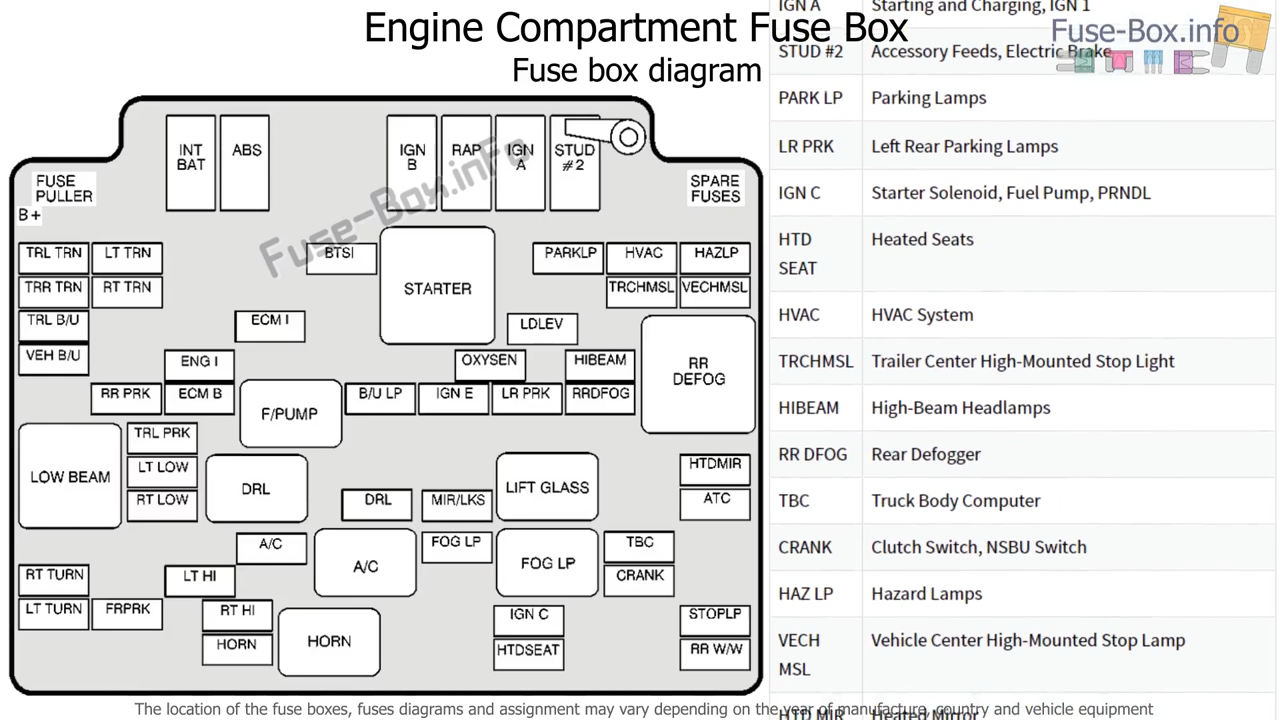 Engine Compartment Fuse Box
Fuse box diagram
Fuse-Box.info
INT BAT
ABS
IGN B
RAP
IGN A
STUD #2
FUSE PULLER
B+
SPARE FUSES
Fuse-Box.inFo
TRL TRN
LT TRN
BTSI
STARTER
PARKLP
HVAC
HAZLP
TRR TRN
RT TRN
TRCHMSL
VECHMSL
TRL B/U
ECM I
LDLEV
VEH B/U
ENG I
OXYSEN
HIBEAM
RR DEFOG
RR PRK
ECM B
F/PUMP
B/U LP
IGN E
LR PRK
RRDFOG
TRL PRK
LOW BEAM
LT LOW
RT LOW
DRL
DRL
MIR/LKS
LIFT GLASS
HTDMIR
ATC
A/C
A/C
FOG LP
FOG LP
TBC
CRANK
RT TURN
LT HI
LT TURN
FRPRK
RT HI
HORN
HORN
IGN C
HTDSEAT
STOPLP
RR W/W
IGN A Starting and Charging, IGN 1
STUD #2 Accessory Feeds, Electric Brake
PARK LP Parking Lamps
LR PRK Left Rear Parking Lamps
IGN C Starter Solenoid, Fuel Pump, PRNDL
HTD SEAT Heated Seats
HVAC HVAC System
TRCHMSL Trailer Center High-Mounted Stop Light
HIBEAM High-Beam Headlamps
RR DFOG Rear Defogger
TBC Truck Body Computer
CRANK Clutch Switch, NSBU Switch
HAZ LP Hazard Lamps
VECH MSL Vehicle Center High-Mounted Stop Lamp
HTD MIR Heated Mirror
The location of the fuse boxes, fuses diagrams and assignment may vary depending on the year of manufacture, country and vehicle equipment